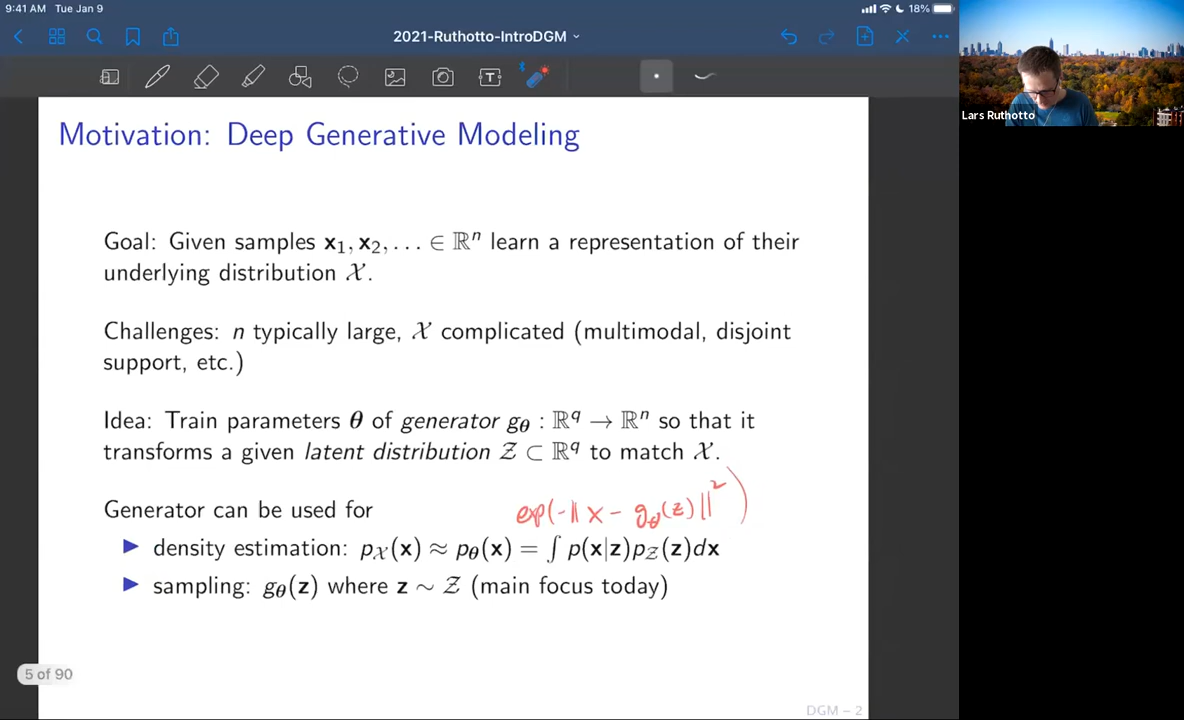 9:41 AM Tue Jan 9
18%
2021-Ruthotto-IntroDGM
T
Lars Ruthotto
Motivation: Deep Generative Modeling
Goal: Given samples x₁, x₂, . . . ∈ ℝⁿ learn a representation of their
underlying distribution 𝒳.
Challenges: n typically large, 𝒳 complicated (multimodal, disjoint
support, etc.)
Idea: Train parameters θ of generator g_θ : ℝ^q → ℝⁿ so that it
transforms a given latent distribution 𝒵 ⊂ ℝ^q to match 𝒳.
Generator can be used for
exp(-‖x - g_θ(z)‖²)
▶ density estimation: p_𝒳(x) ≈ p_θ(x) = ∫ p(x|z)p_𝒵(z)dx
▶ sampling: g_θ(z) where z ∼ 𝒵 (main focus today)
5 of 90
DGM – 2